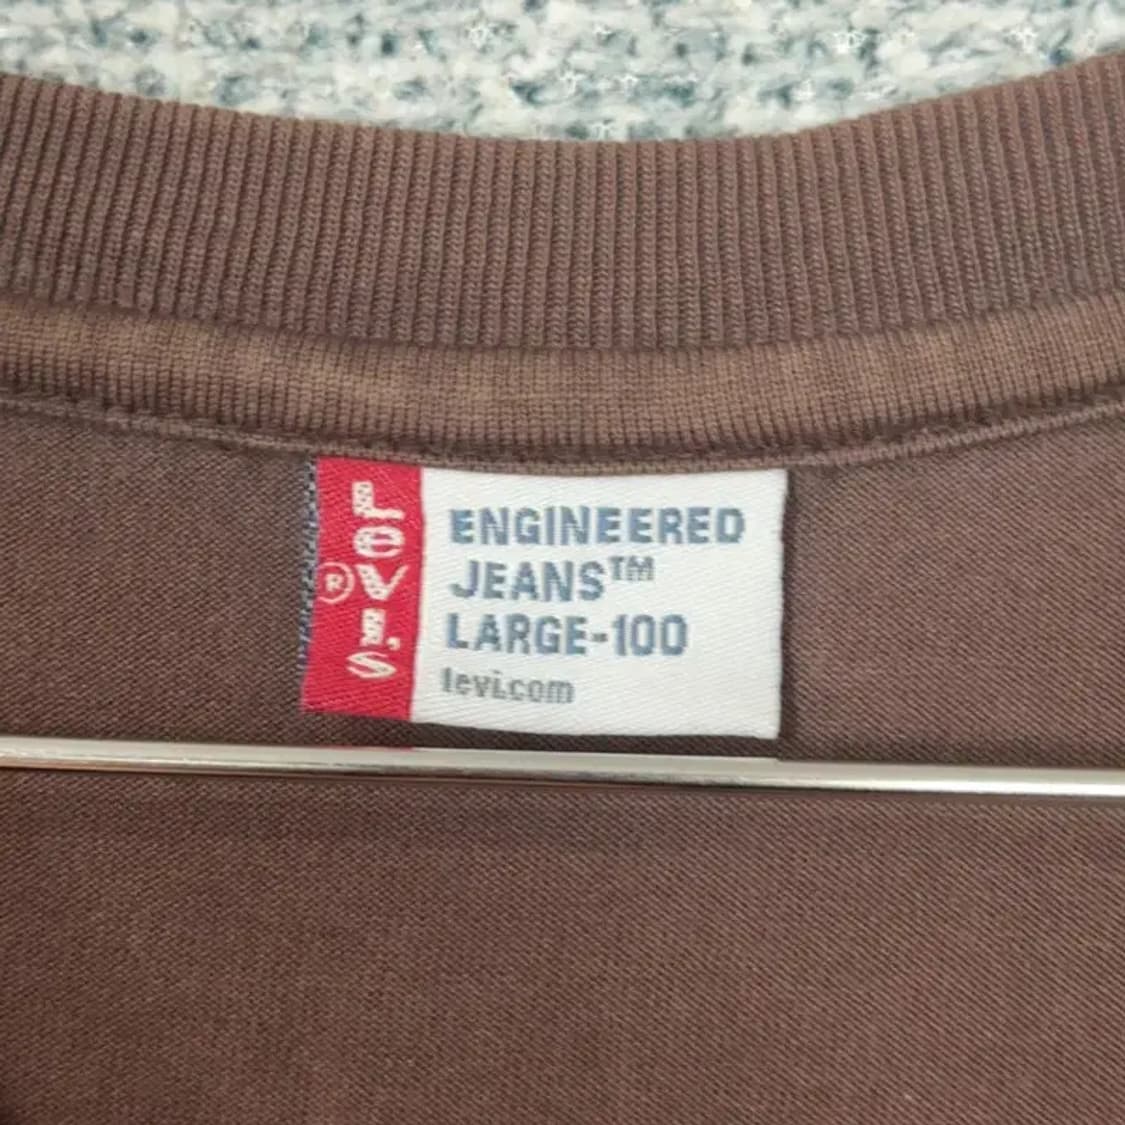 Levi's
®
ENGINEERED
JEANS™
LARGE-100
levi.com